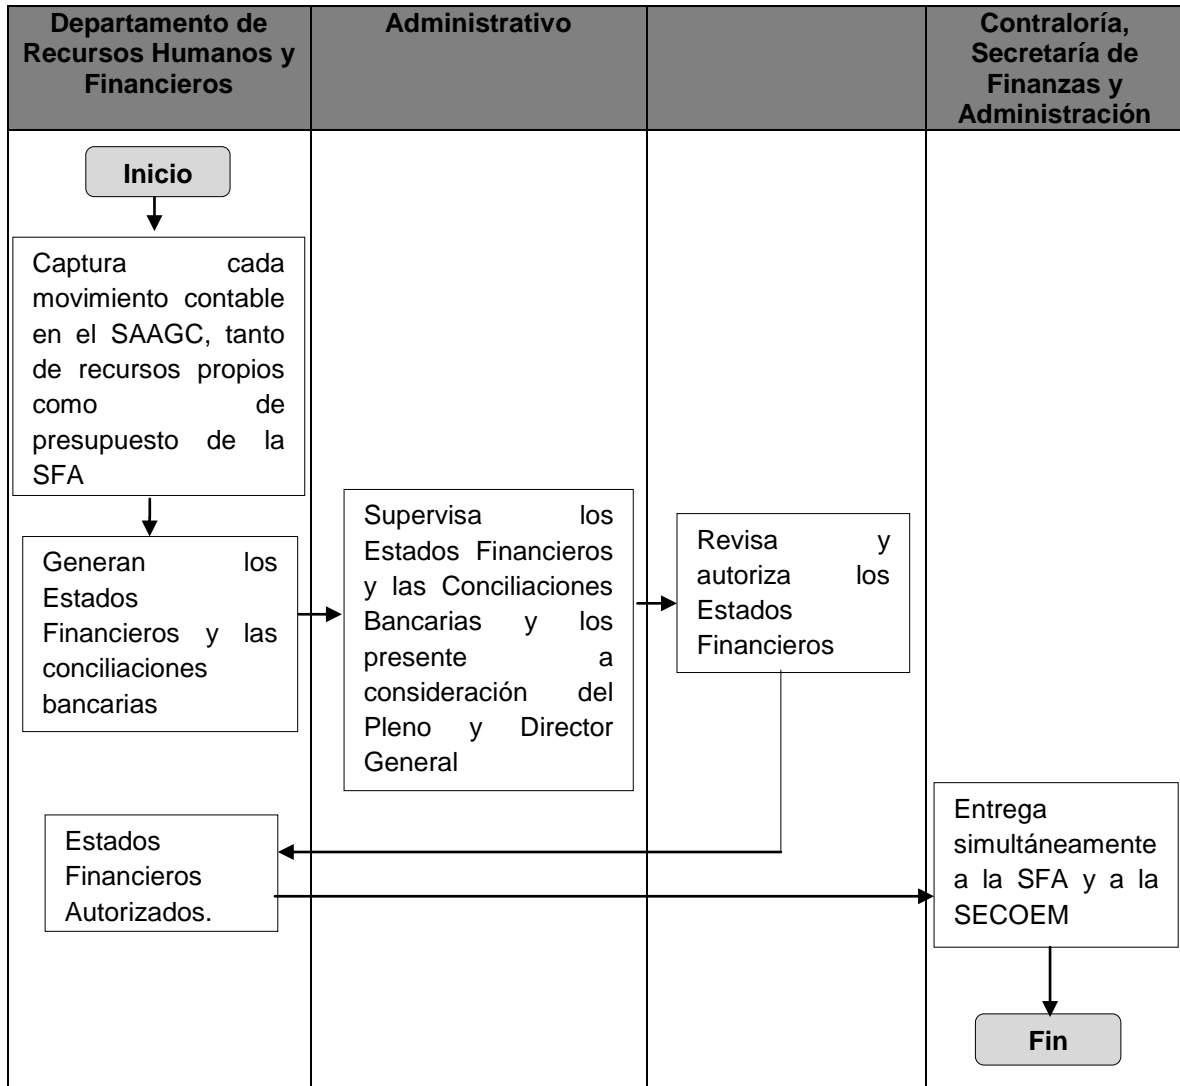 Departamento de
Recursos Humanos y
Financieros
Administrativo
Contraloría,
Secretaría de
Finanzas y
Administración
Inicio
Captura cada
movimiento contable
en el SAAGC, tanto
de recursos propios
como de
presupuesto de la
SFA
Generan los
Estados
Financieros y las
conciliaciones
bancarias
Supervisa los
Estados Financieros
y las Conciliaciones
Bancarias y los
presente a
consideración del
Pleno y Director
General
Revisa y
autoriza los
Estados
Financieros
Estados
Financieros
Autorizados.
Entrega
simultáneamente
a la SFA y a la
SECOEM
Fin